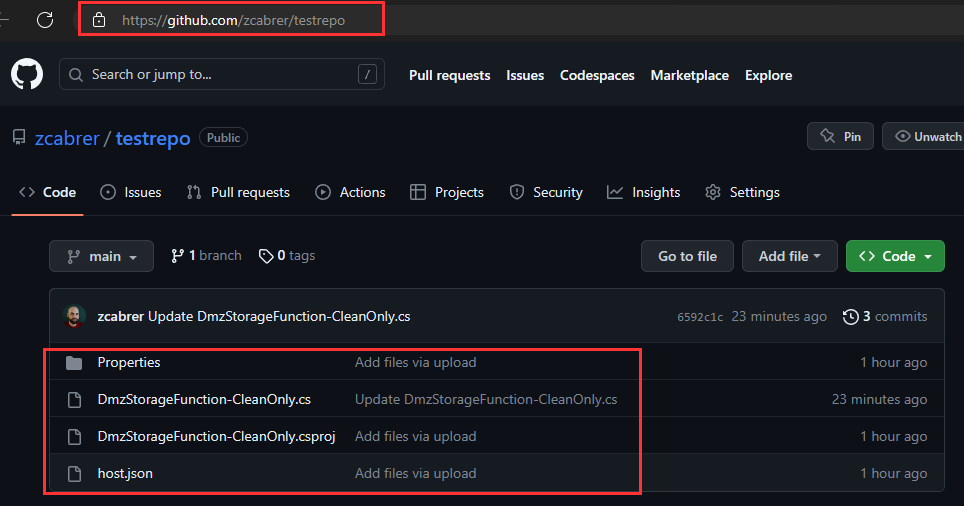 https://github.com/zcabrer/testrepo
Search or jump to... / Pull requests Issues Codespaces Marketplace Explore
zcabrer / testrepo Public Pin Unwatch
Code Issues Pull requests Actions Projects Security Insights Settings
main 1 branch 0 tags Go to file Add file Code
zcabrer Update DmzStorageFunction-CleanOnly.cs 6592c1c 23 minutes ago 3 commits
Properties Add files via upload 1 hour ago
DmzStorageFunction-CleanOnly.cs Update DmzStorageFunction-CleanOnly.cs 23 minutes ago
DmzStorageFunction-CleanOnly.csproj Add files via upload 1 hour ago
host.json Add files via upload 1 hour ago